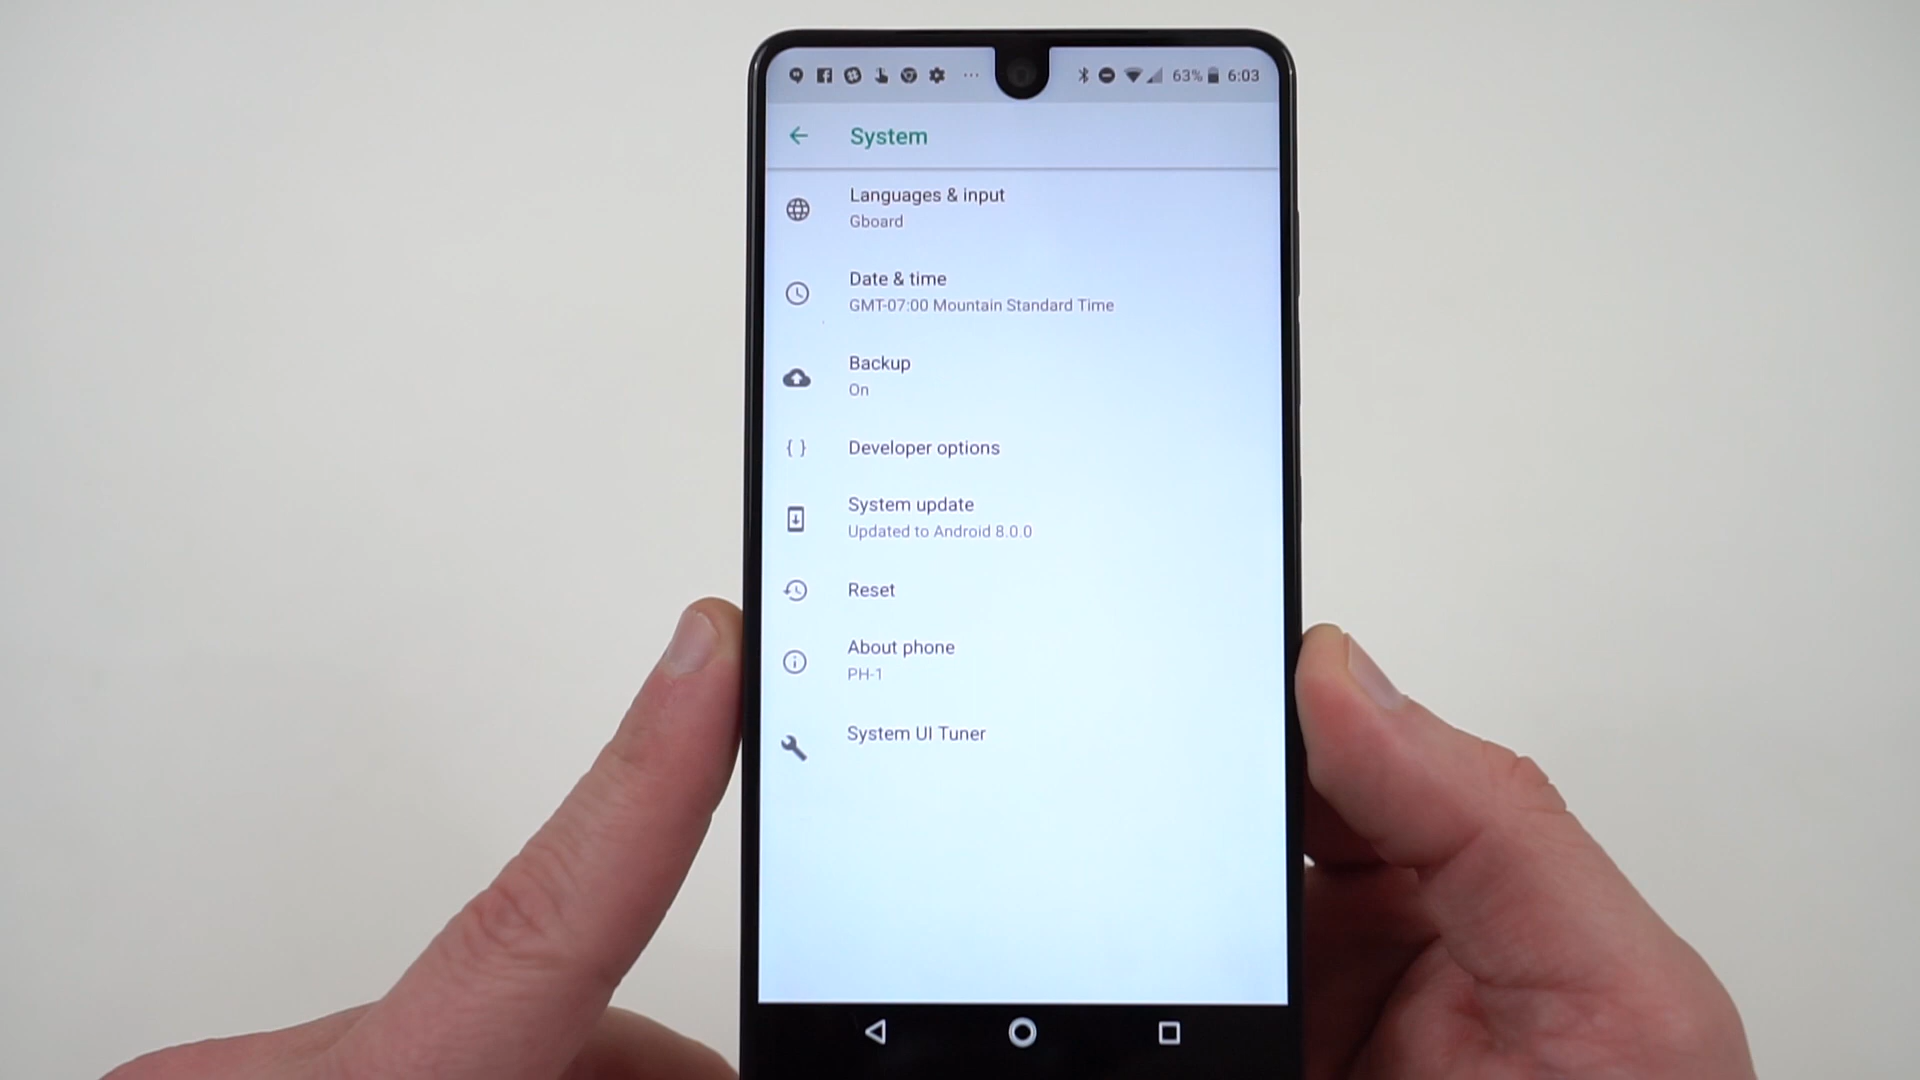 63% 6:03
System
Languages & input
Gboard
Date & time
GMT-07:00 Mountain Standard Time
Backup
On
{ } Developer options
System update
Updated to Android 8.0.0
Reset
About phone
PH-1
System UI Tuner